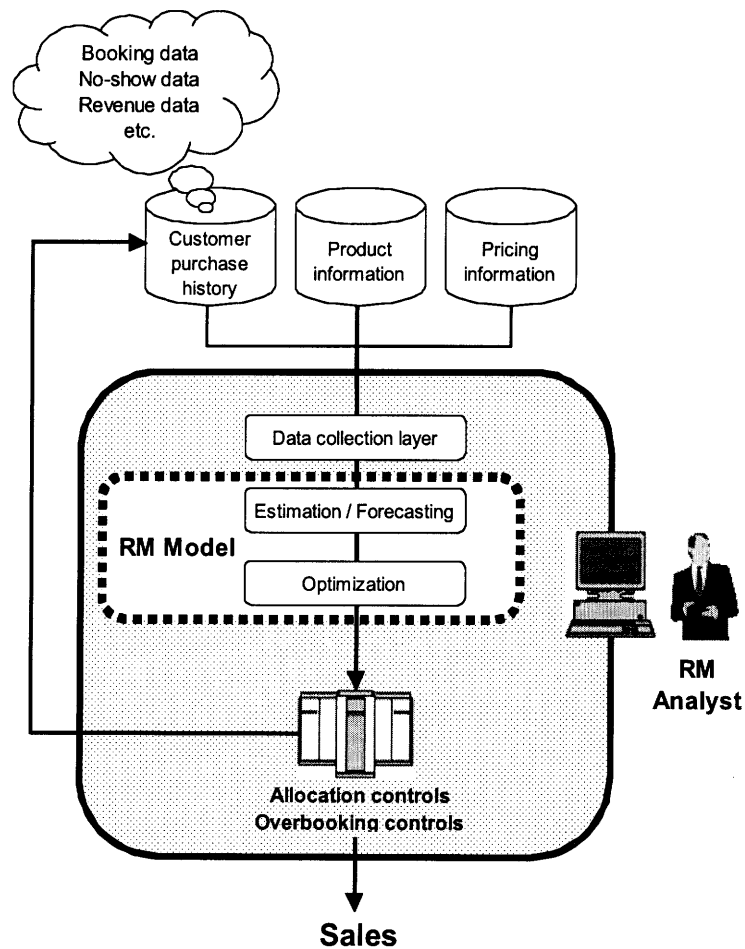 Booking data
No-show data
Revenue data
etc.
Customer
purchase
history
Product
information
Pricing
information
Data collection layer
Estimation / Forecasting
RM Model
Optimization
RM
Analyst
Allocation controls
Overbooking controls
Sales